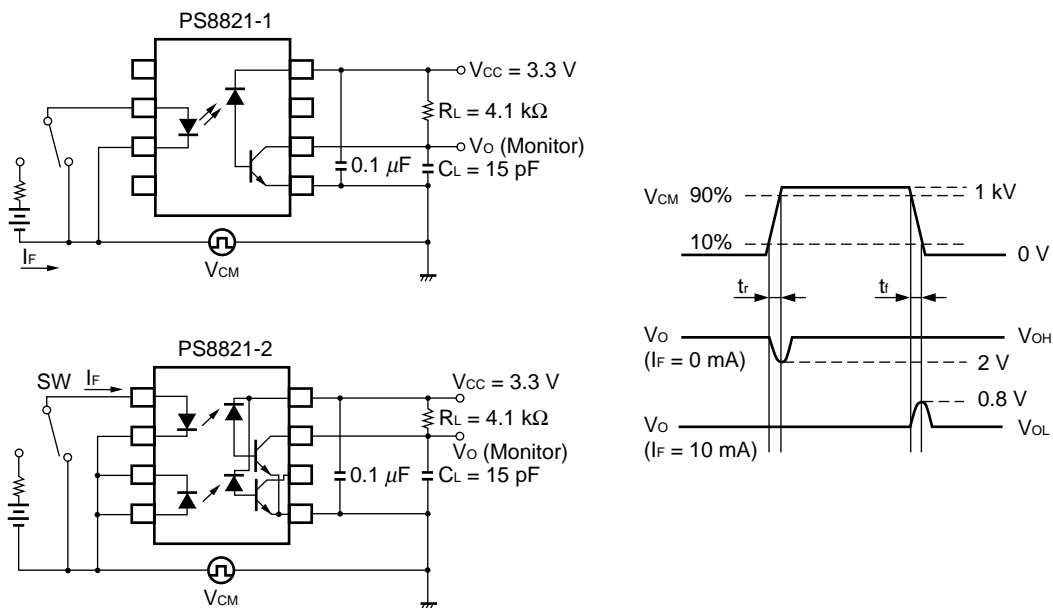 PS8821-1
VCC = 3.3 V
RL = 4.1 kΩ
VO (Monitor)
0.1 μF
CL = 15 pF
IF
VCM
PS8821-2
SW
IF
VCC = 3.3 V
RL = 4.1 kΩ
VO (Monitor)
0.1 μF
CL = 15 pF
VCM
VCM 90%
1 kV
10%
0 V
tr
tf
VO
(IF = 0 mA)
VOH
2 V
0.8 V
VO
(IF = 10 mA)
VOL